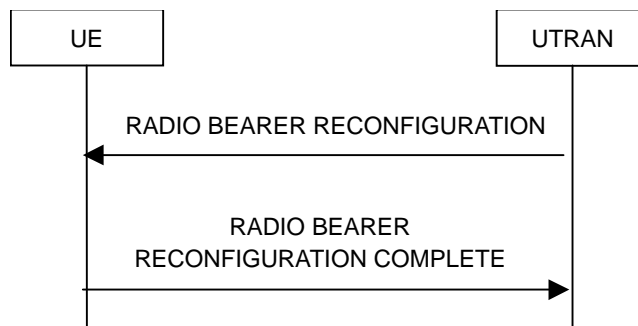 UE
UTRAN
RADIO BEARER RECONFIGURATION
RADIO BEARER
RECONFIGURATION COMPLETE